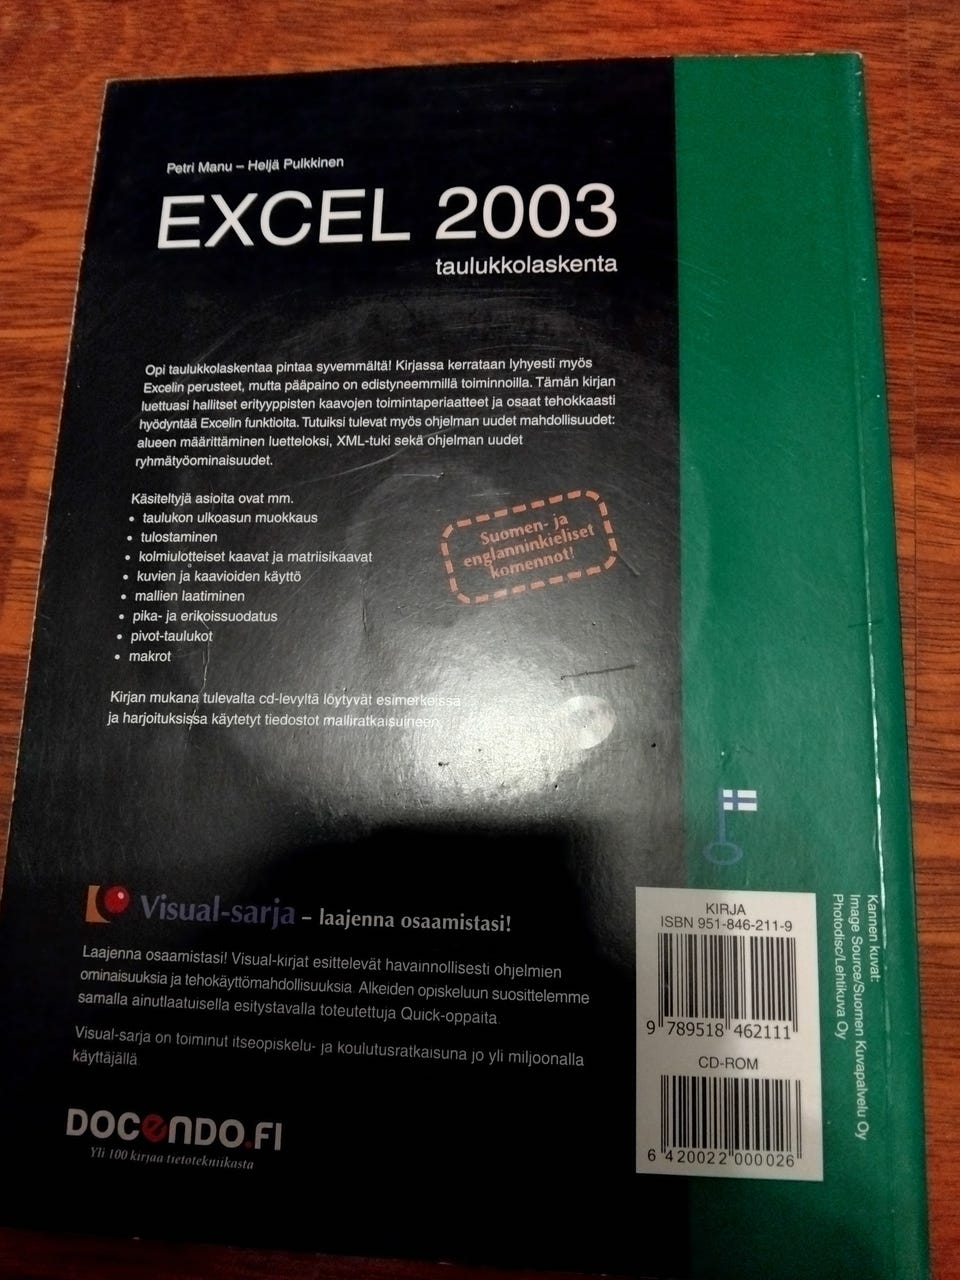 Petri Manu – Heljä Pulkkinen
EXCEL 2003
taulukkolaskenta
Opi taulukkolaskentaa pintaa syvemmältä! Kirjassa kerrataan lyhyesti myös
Excelin perusteet, mutta pääpaino on edistyneemmillä toiminnoilla. Tämän kirjan
luettuasi hallitset erityyppisten kaavojen toimintaperiaatteet ja osaat tehokkaasti
hyödyntää Excelin funktioita. Tutuiksi tulevat myös ohjelman uudet mahdollisuudet:
alueen määrittäminen luetteloksi, XML-tuki sekä ohjelman uudet
ryhmätyöominaisuudet.
Käsiteltyjä asioita ovat mm.
• taulukon ulkoasun muokkaus
• tulostaminen
• kolmiulotteiset kaavat ja matriisikaavat
• kuvien ja kaavioiden käyttö
• mallien laatiminen
• pika- ja erikoissuodatus
• pivot-taulukot
• makrot
Suomen- ja
englanninkieliset
komennot!
Kirjan mukana tulevalta cd-levyltä löytyvät esimerkeissä
ja harjoituksissa käytetyt tiedostot malliratkaisuineen.
Visual-sarja – laajenna osaamistasi!
Laajenna osaamistasi! Visual-kirjat esittelevät havainnollisesti ohjelmien
ominaisuuksia ja tehokäyttömahdollisuuksia. Alkeiden opiskeluun suosittelemme
samalla ainutlaatuisella esitystavalla toteutettuja Quick-oppaita.
Visual-sarja on toiminut itseopiskelu- ja koulutusratkaisuna jo yli miljoonalla
käyttäjällä.
DOCENDO.FI
Yli 100 kirjaa tietotekniikasta
KIRJA
ISBN 951-846-211-9
9 789518 462111
CD-ROM
6 420022 000026
Kannen kuvat:
Image Source/Suomen Kuvapalvelu Oy
Photodisc/Lehtikuva Oy